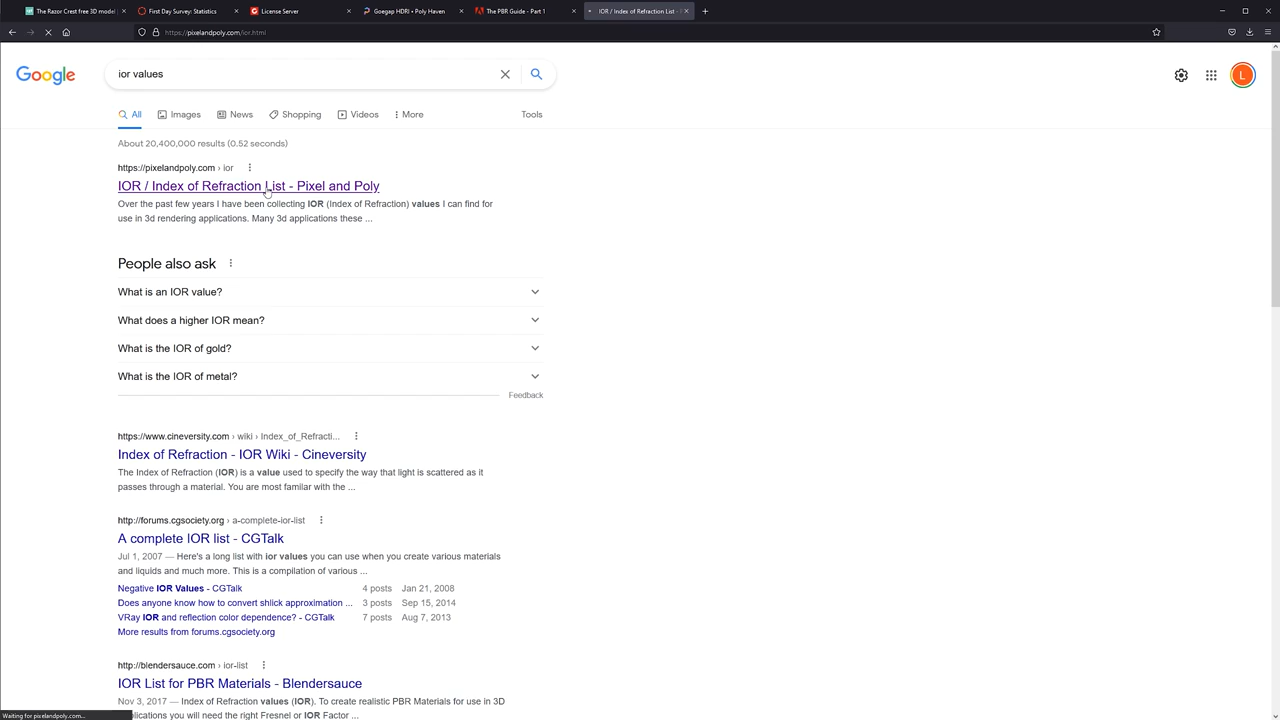 The Razor Crest free 3D model
First Day Survey: Statistics
License Server
Goegap HDRI • Poly Haven
The PBR Guide - Part 1
IOR / Index of Refraction List -
https://pixelandpoly.com/ior.html
Google
ior values
L
All
Images
News
Shopping
Videos
More
Tools
About 20,400,000 results (0.52 seconds)
https://pixelandpoly.com › ior
IOR / Index of Refraction List - Pixel and Poly
Over the past few years I have been collecting IOR (Index of Refraction) values I can find for
use in 3d rendering applications. Many 3d applications these ...
People also ask
What is an IOR value?
What does a higher IOR mean?
What is the IOR of gold?
What is the IOR of metal?
Feedback
https://www.cineversity.com › wiki › Index_of_Refracti...
Index of Refraction - IOR Wiki - Cineversity
The Index of Refraction (IOR) is a value used to specify the way that light is scattered as it
passes through a material. You are most familar with the ...
http://forums.cgsociety.org › a-complete-ior-list
A complete IOR list - CGTalk
Jul 1, 2007 — Here's a long list with ior values you can use when you create various materials
and liquids and much more. This is a compilation of various ...
Negative IOR Values - CGTalk 4 posts Jan 21, 2008
Does anyone know how to convert shlick approximation ... 3 posts Sep 15, 2014
VRay IOR and reflection color dependence? - CGTalk 7 posts Aug 7, 2013
More results from forums.cgsociety.org
http://blendersauce.com › ior-list
IOR List for PBR Materials - Blendersauce
Nov 3, 2017 — Index of Refraction values (IOR). To create realistic PBR Materials for use in 3D
plications you will need the right Fresnel or IOR Factor ...
Waiting for pixelandpoly.com...